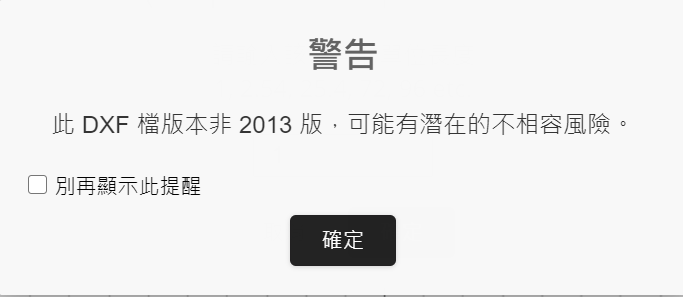 警告
此 DXF 檔版本非 2013 版，可能有潛在的不相容風險。
別再顯示此提醒
確定